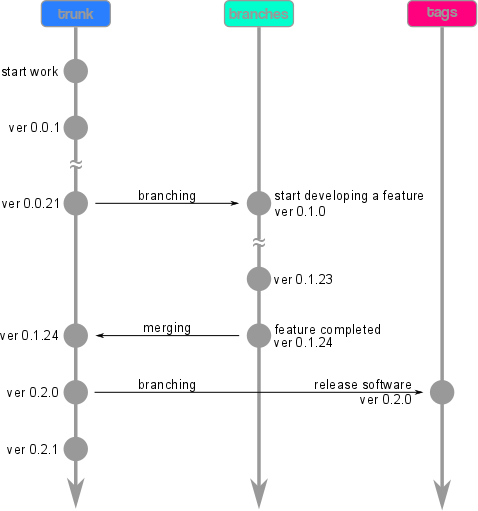 trunk
branches
tags
start work
ver 0.0.1
ver 0.0.21
branching
start developing a feature
ver 0.1.0
ver 0.1.23
ver 0.1.24
merging
feature completed
ver 0.1.24
ver 0.2.0
branching
release software
ver 0.2.0
ver 0.2.1